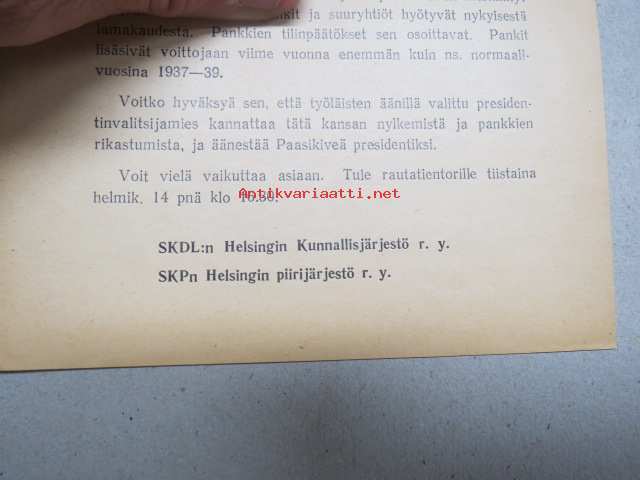 ja suuryhtiöt hyötyvät nykyisestä
lamakaudesta. Pankkien tilinpäätökset sen osoittavat. Pankit
lisäsivät voittojaan viime vuonna enemmän kuin ns. normaali-
vuosina 1937—39.
Voitko hyväksyä sen, että työläisten äänillä valittu presiden-
tinvalitsijamies kannattaa tätä kansan nylkemistä ja pankkien
rikastumista, ja äänestää Paasikiveä presidentiksi.
Voit vielä vaikuttaa asiaan. Tule rautatientorille tiistaina
helmik. 14 pnä klo
Antikvariaatti.net
SKDL:n Helsingin Kunnallisjärjestö r. y.
SKPn Helsingin piirijärjestö r. y.